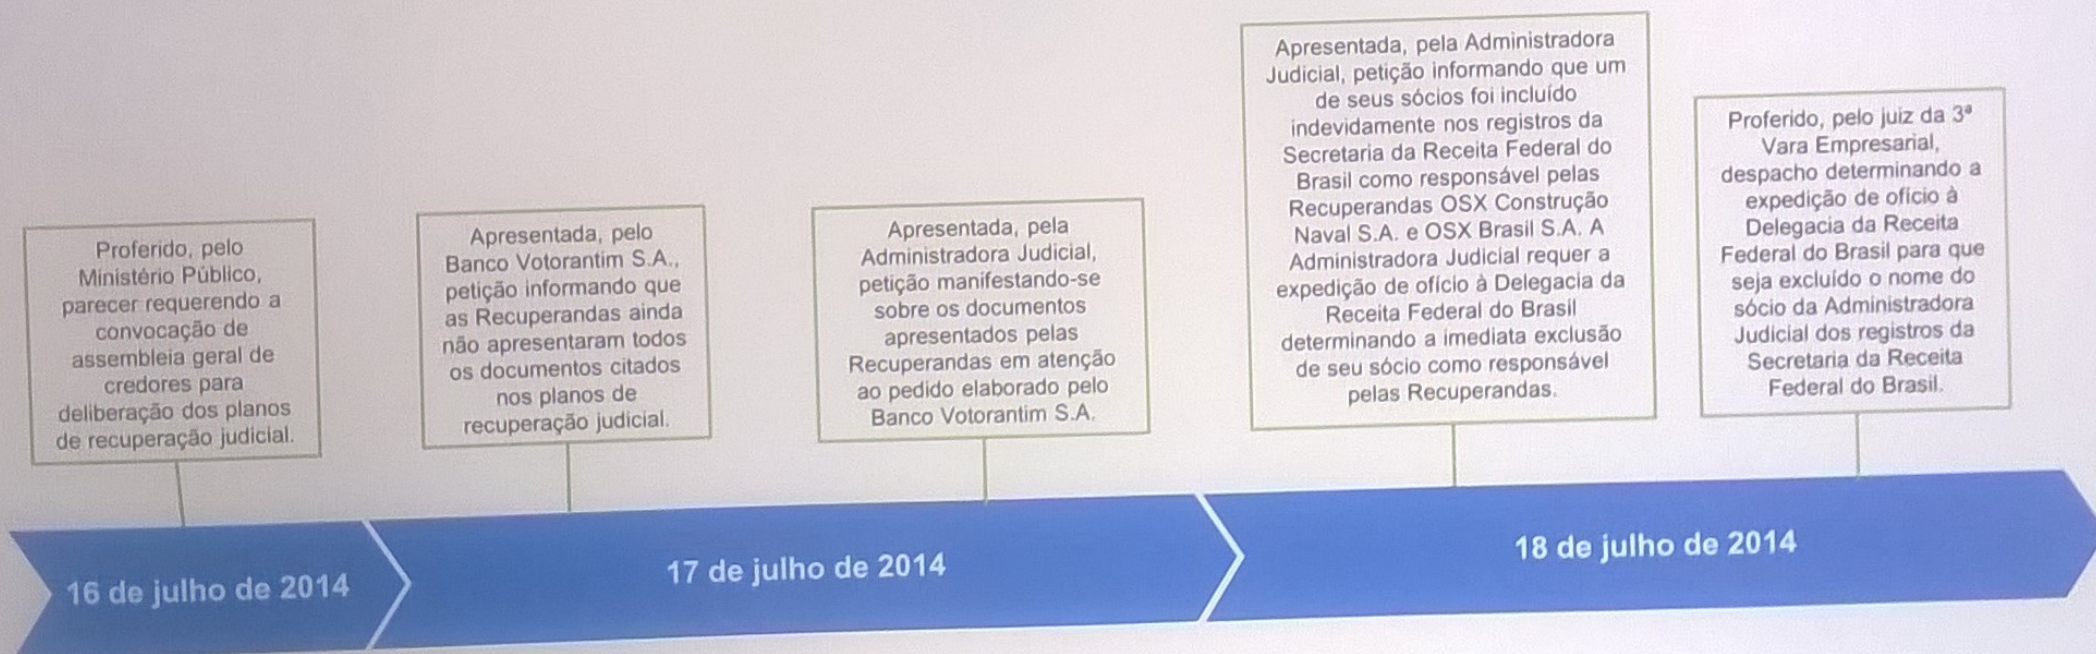 Proferido, pelo
Ministério Público,
parecer requerendo a
convocação de
assembleia geral de
credores para
deliberação dos planos
de recuperação judicial.
Apresentada, pelo
Banco Votorantim S.A.,
petição informando que
as Recuperandas ainda
não apresentaram todos
os documentos citados
nos planos de
recuperação judicial.
Apresentada, pela
Administradora Judicial,
petição manifestando-se
sobre os documentos
apresentados pelas
Recuperandas em atenção
ao pedido elaborado pelo
Banco Votorantim S.A.
Apresentada, pela Administradora
Judicial, petição informando que um
de seus sócios foi incluído
indevidamente nos registros da
Secretaria da Receita Federal do
Brasil como responsável pelas
Recuperandas OSX Construção
Naval S.A. e OSX Brasil S.A. A
Administradora Judicial requer a
expedição de ofício à Delegacia da
Receita Federal do Brasil
determinando a imediata exclusão
de seu sócio como responsável
pelas Recuperandas.
Proferido, pelo juiz da 3ª
Vara Empresarial,
despacho determinando a
expedição de ofício à
Delegacia da Receita
Federal do Brasil para que
seja excluído o nome do
sócio da Administradora
Judicial dos registros da
Secretaria da Receita
Federal do Brasil.
16 de julho de 2014
17 de julho de 2014
18 de julho de 2014